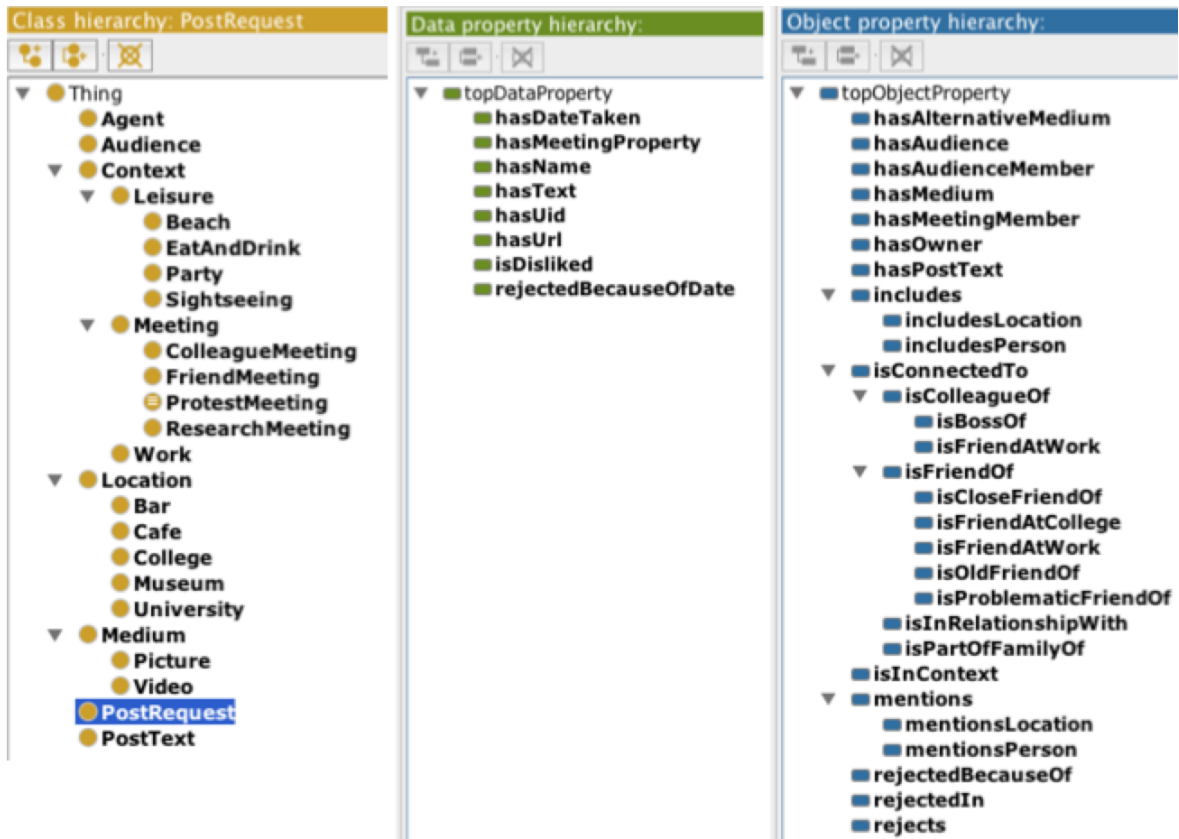 Class hierarchy: PostRequest
Thing
Agent
Audience
Context
Leisure
Beach
EatAndDrink
Party
Sightseeing
Meeting
ColleagueMeeting
FriendMeeting
ProtestMeeting
ResearchMeeting
Work
Location
Bar
Cafe
College
Museum
University
Medium
Picture
Video
PostRequest
PostText
Data property hierarchy:
topDataProperty
hasDateTaken
hasMeetingProperty
hasName
hasText
hasUid
hasUrl
isDisliked
rejectedBecauseOfDate
Object property hierarchy:
topObjectProperty
hasAlternativeMedium
hasAudience
hasAudienceMember
hasMedium
hasMeetingMember
hasOwner
hasPostText
includes
includesLocation
includesPerson
isConnectedTo
isColleagueOf
isBossOf
isFriendAtWork
isFriendOf
isCloseFriendOf
isFriendAtCollege
isFriendAtWork
isOldFriendOf
isProblematicFriendOf
isInRelationshipWith
isPartOfFamilyOf
isInContext
mentions
mentionsLocation
mentionsPerson
rejectedBecauseOf
rejectedIn
rejects